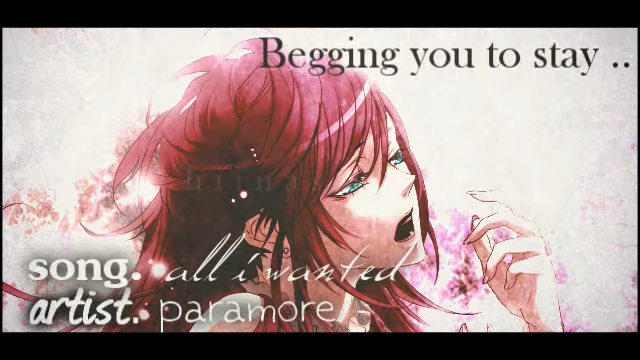 Begging you to stay ..
song. all i wanted
artist. paramore